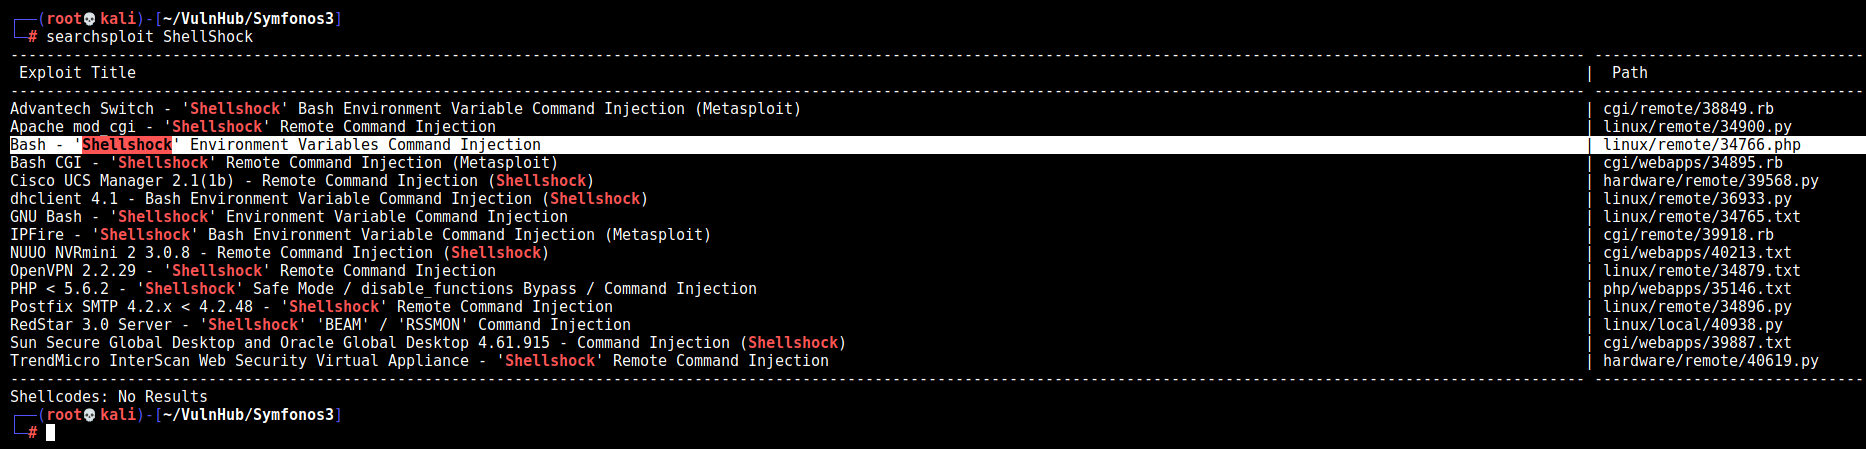 ┌──(root💀kali)-[~/VulnHub/Symfonos3]
└─# searchsploit ShellShock
----------------------------------------------------------------------------------- ---------------------------------
Exploit Title | Path
----------------------------------------------------------------------------------- ---------------------------------
Advantech Switch - 'Shellshock' Bash Environment Variable Command Injection (Metasploit) | cgi/remote/38849.rb
Apache mod_cgi - 'Shellshock' Remote Command Injection | linux/remote/34900.py
Bash - 'Shellshock' Environment Variables Command Injection | linux/remote/34766.php
Bash CGI - 'Shellshock' Remote Command Injection (Metasploit) | cgi/webapps/34895.rb
Cisco UCS Manager 2.1(1b) - Remote Command Injection (Shellshock) | hardware/remote/39568.py
dhclient 4.1 - Bash Environment Variable Command Injection (Shellshock) | linux/remote/36933.py
GNU Bash - 'Shellshock' Environment Variable Command Injection | linux/remote/34765.txt
IPFire - 'Shellshock' Bash Environment Variable Command Injection (Metasploit) | cgi/remote/39918.rb
NUUO NVRmini 2 3.0.8 - Remote Command Injection (Shellshock) | cgi/webapps/40213.txt
OpenVPN 2.2.29 - 'Shellshock' Remote Command Injection | linux/remote/34879.txt
PHP < 5.6.2 - 'Shellshock' Safe Mode / disable_functions Bypass / Command Injection | php/webapps/35146.txt
Postfix SMTP 4.2.x < 4.2.48 - 'Shellshock' Remote Command Injection | linux/remote/34896.py
RedStar 3.0 Server - 'Shellshock' 'BEAM' / 'RSSMON' Command Injection | linux/local/40938.py
Sun Secure Global Desktop and Oracle Global Desktop 4.61.915 - Command Injection (Shellshock) | cgi/webapps/39887.txt
TrendMicro InterScan Web Security Virtual Appliance - 'Shellshock' Remote Command Injection | hardware/remote/40619.py
----------------------------------------------------------------------------------- ---------------------------------
Shellcodes: No Results
┌──(root💀kali)-[~/VulnHub/Symfonos3]
└─#